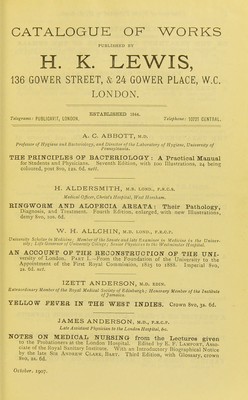 CATALOGUE OF WORKS
PUBLISHED BY
H. K. LEWIS,
136 GOWER STREET, & 24 GOWER PLACE, W.C.
LONDON.
ESTABLISHED 1844.
Telegrams: PUBLICAVIT, LONDON. Telephone: 10721 CENTRAL.
A. C. ABBOTT, M.D.
Professor of Hygiene and Bacteriology, and Director of the Laboratory of Hygiene, University of
Pennsylvania.
THE PRINCIPLES OF BACTERIOLOGY: A Practical Manual
for Students and Physicians. Seventh Edition, with 100 Illustrations, 24 being
coloured, post 8vo, 12s. 6d. nett.
H. ALDERSMITH, M.B. LOND., F.R.C.S.
Medical Officer, Christ's Hospital, West Horsham.
RINGWORM AND ALOPECIA AREATA: Their Pathology,
Diagnosis, and Treatment. Fourth Edition, enlarged, with new Illustrations,
demy 8vo, 10s. 6d.
W. H. ALLCHIN, M.D. LOND., F.R.C.P.
University Scholar in Medicine; Member of the Senate and late Examiner in Medicine in the Univer-
sity; Life Governor of University College; Senior Physician to the Westminster Hospital.
AN ACCOUNT OF THE RECONSTRUCTION OF THE UNI-
versity of London. PART I.—From the Foundation of the University to the
Appointment of the First Royal Commission, 1825 to 1888. Imperial 8vo,
2s. 6d. nett.
IZETT ANDERSON, M.D. EDIN.
Extraordinary Member of the Royal Medical Society of Edinburgh; Honorary Member of the Institute
of Jamaica.
YELLOW FEVER IN THE WEST INDIES. Crown 8vo, 3s. 6d.
JAMES ANDERSON, M.D., F.R.C.P.
Late Assistant Physician to the London Hospital, &c.
NOTES ON MEDICAL NURSING from the Lectures given
to the Probationers at the London Hospital. Edited by E. F. LAMPORT, Asso-
ciate of the Royal Sanitary Institute. With an Introductory Biographical Notice
by the late SIR ANDREW CLARK, BART. Third Edition, with Glossary, crown
8vo, 2s. 6d.
October, 1907.